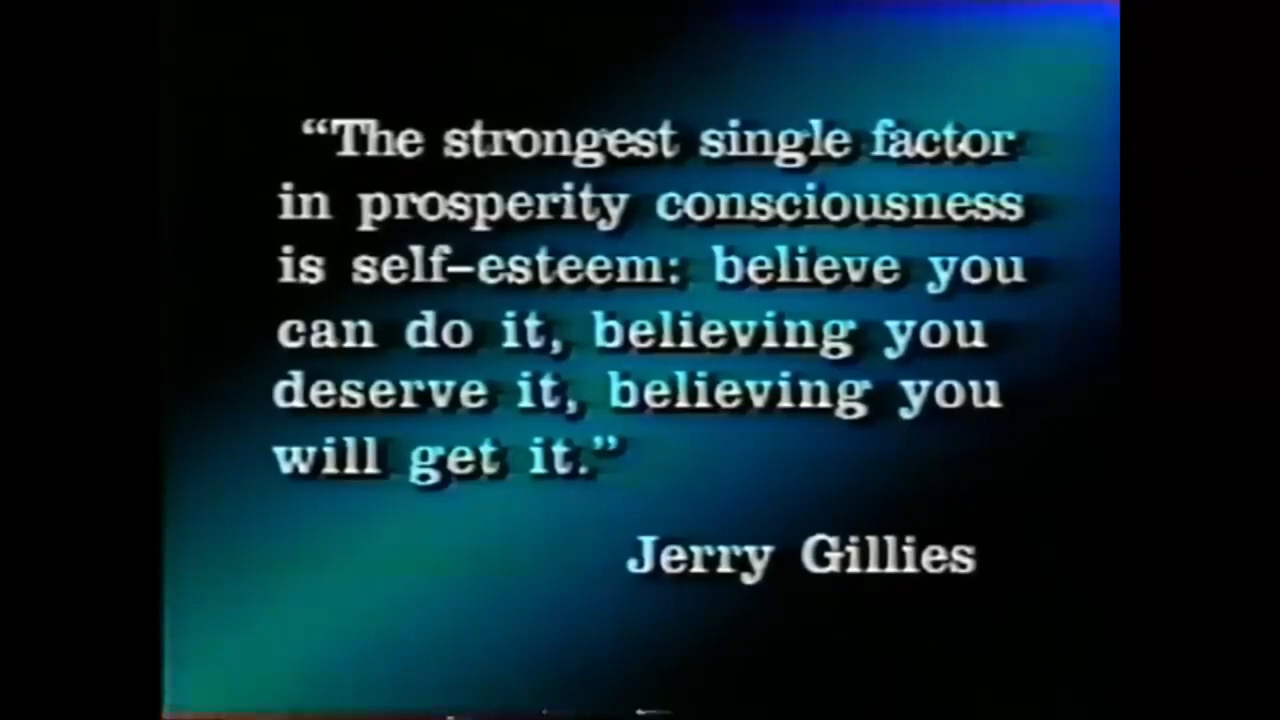 “The strongest single factor
in prosperity consciousness
is self-esteem: believe you
can do it, believing you
deserve it, believing you
will get it.”
Jerry Gillies